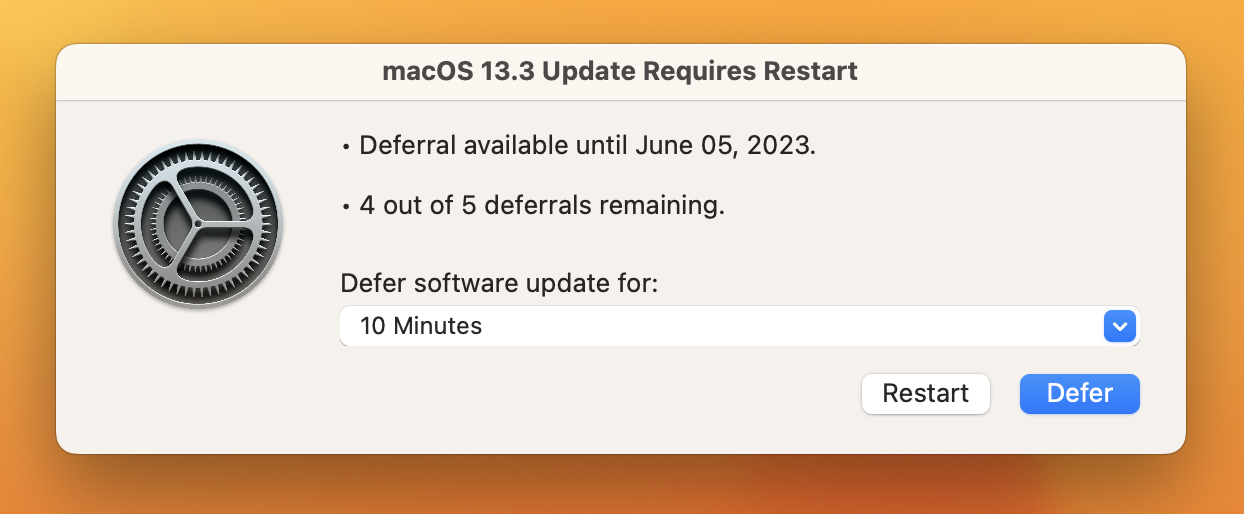 macOS 13.3 Update Requires Restart
• Deferral available until June 05, 2023.
• 4 out of 5 deferrals remaining.
Defer software update for:
10 Minutes
Restart Defer